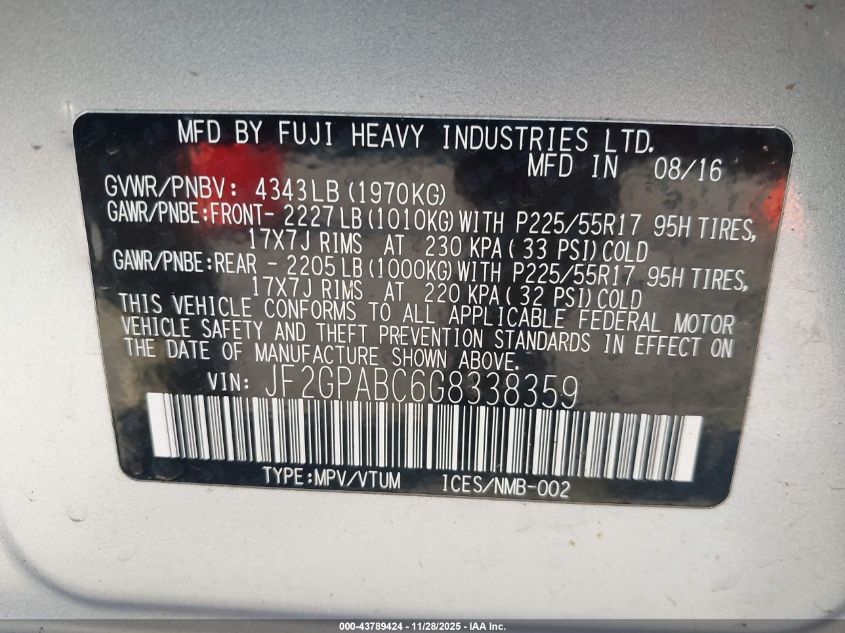 MFD BY FUJI HEAVY INDUSTRIES LTD.
MFD IN 08/16
GVWR/PNBV: 4343LB (1970KG)
GAWR/PNBE:FRONT- 2227LB (1010KG) WITH P225/55R17 95H TIRES,
17X7J RIMS AT 230 KPA ( 33 PSI) COLD
GAWR/PNBE:REAR - 2205LB (1000KG) WITH P225/55R17 95H TIRES,
17X7J RIMS AT 220 KPA ( 32 PSI) COLD
THIS VEHICLE CONFORMS TO ALL APPLICABLE FEDERAL MOTOR
VEHICLE SAFETY AND THEFT PREVENTION STANDARDS IN EFFECT ON
THE DATE OF MANUFACTURE SHOWN ABOVE.
VIN: JF2GPABC6G8338359
TYPE:MPV/VTUM ICES/NMB-002
000-43789424 - 11/28/2025 - IAA Inc.